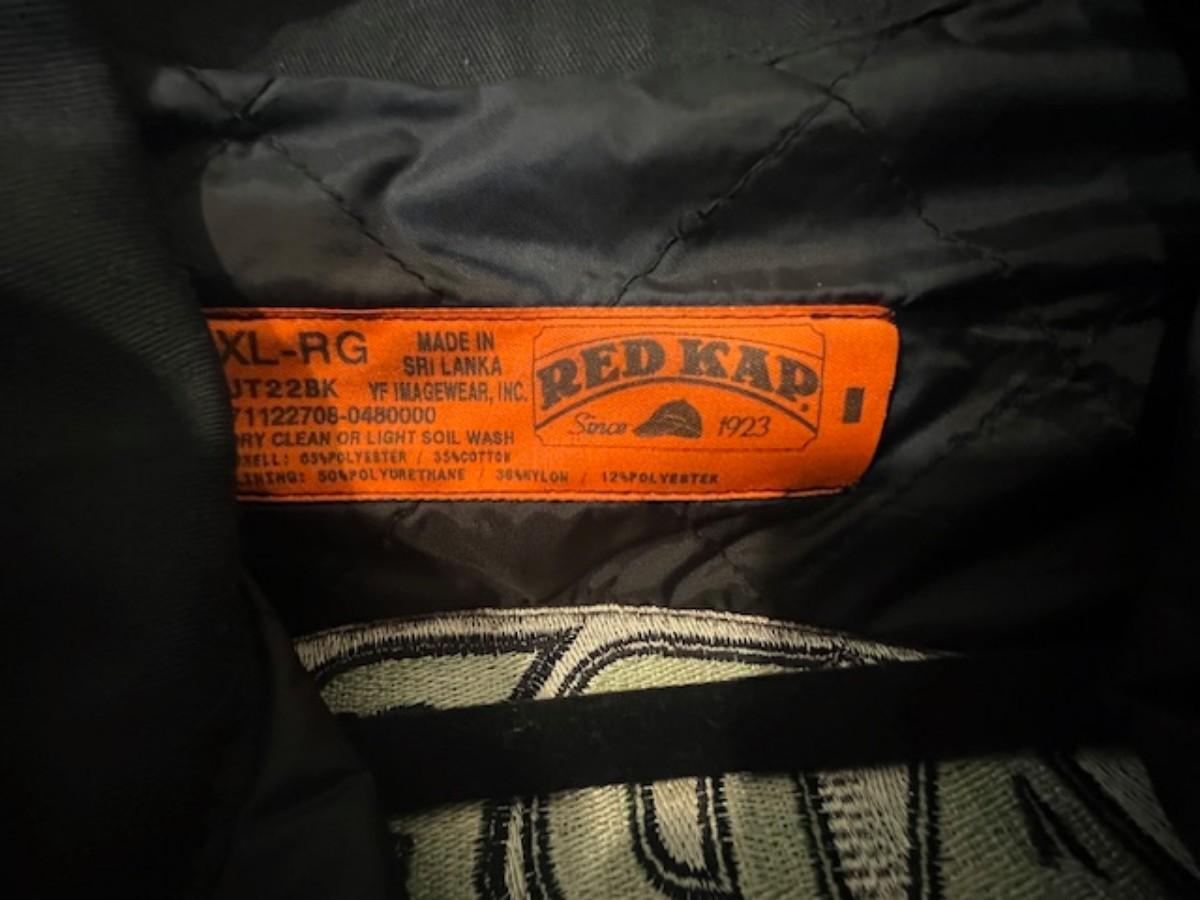 XL-RG
JT22BK
71122708-0480000
DRY CLEAN OR LIGHT SOIL WASH
SHELL: 65%POLYESTER / 35%COTTON
LINING: 50%POLYURETHANE / 38%NYLON / 12%POLYESTER
MADE IN
SRI LANKA
VF IMAGEWEAR, INC.
RED KAP.
Since 1923